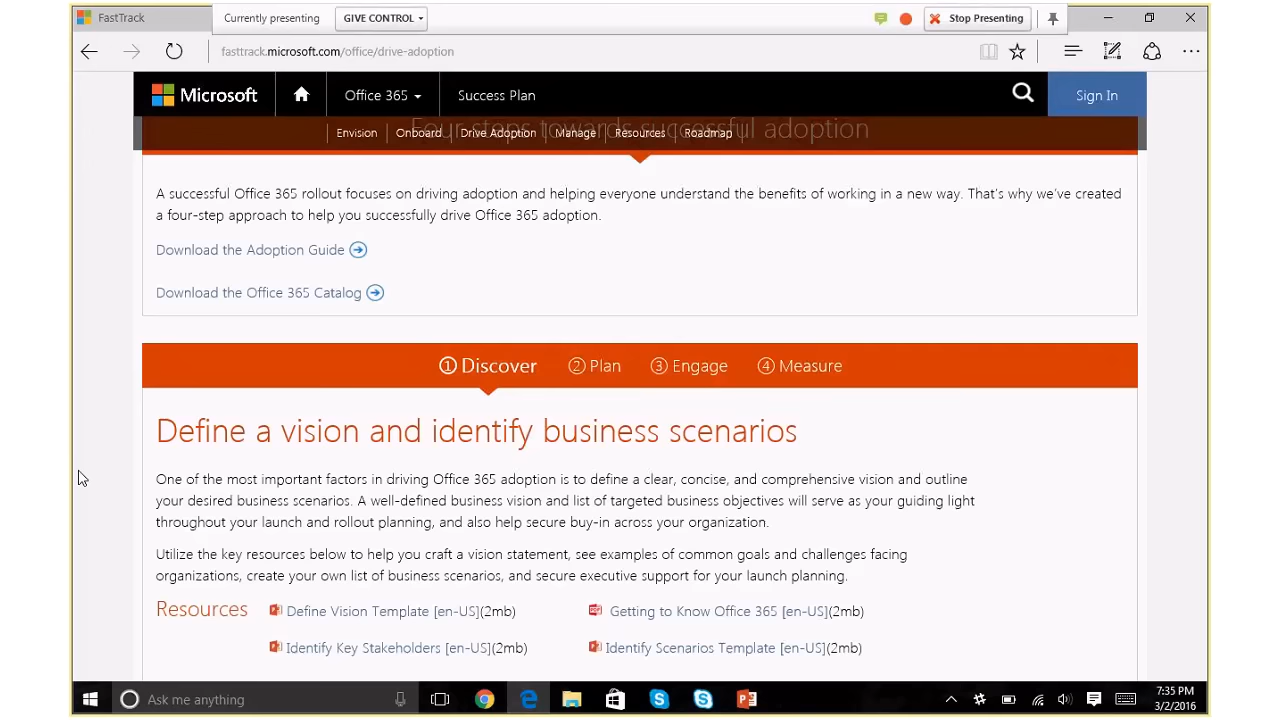 FastTrack
Currently presenting
GIVE CONTROL
Stop Presenting
fasttrack.microsoft.com/office/drive-adoption
Microsoft
Office 365
Success Plan
Sign In
Four steps towards successful adoption
Envision
Onboard
Drive Adoption
Manage
Resources
Roadmap
A successful Office 365 rollout focuses on driving adoption and helping everyone understand the benefits of working in a new way. That's why we've created
a four-step approach to help you successfully drive Office 365 adoption.
Download the Adoption Guide
Download the Office 365 Catalog
① Discover
② Plan
③ Engage
④ Measure
Define a vision and identify business scenarios
One of the most important factors in driving Office 365 adoption is to define a clear, concise, and comprehensive vision and outline
your desired business scenarios. A well-defined business vision and list of targeted business objectives will serve as your guiding light
throughout your launch and rollout planning, and also help secure buy-in across your organization.
Utilize the key resources below to help you craft a vision statement, see examples of common goals and challenges facing
organizations, create your own list of business scenarios, and secure executive support for your launch planning.
Resources
Define Vision Template [en-US](2mb)
Getting to Know Office 365 [en-US](2mb)
Identify Key Stakeholders [en-US](2mb)
Identify Scenarios Template [en-US](2mb)
Ask me anything
7:35 PM
3/2/2016